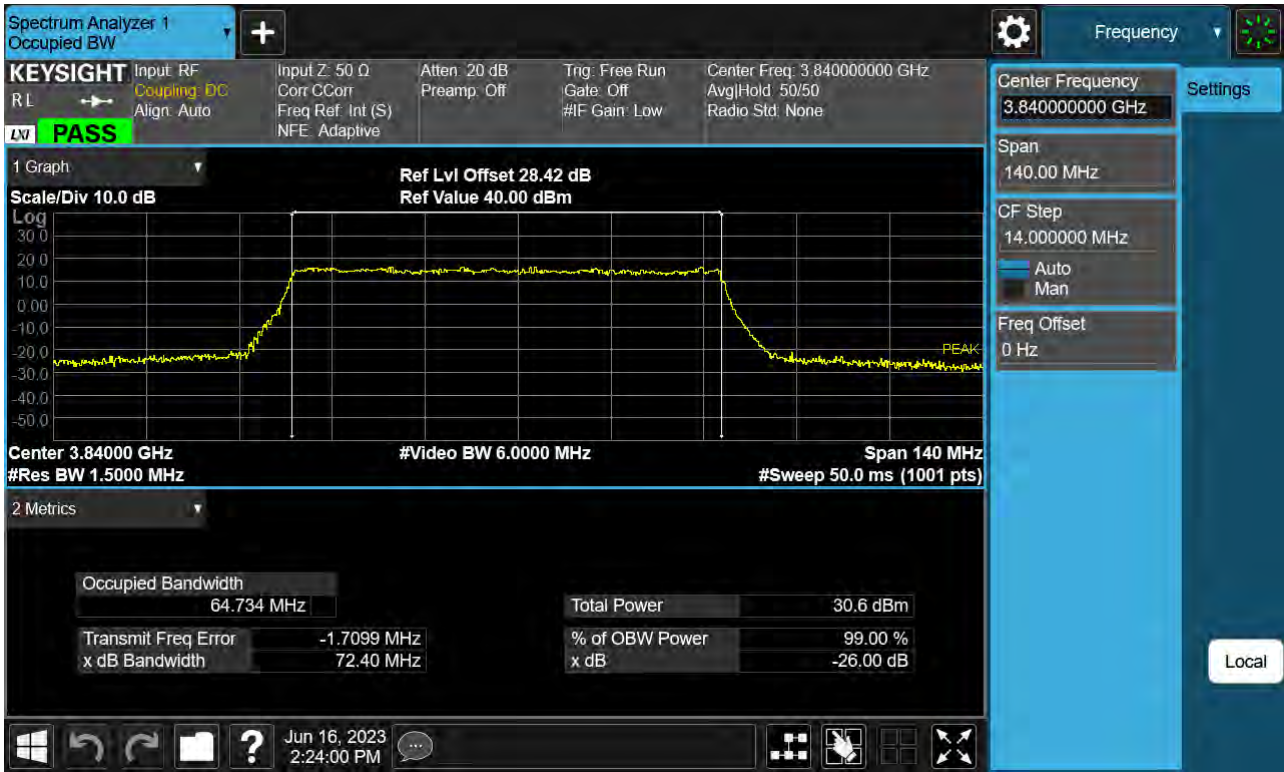 Spectrum Analyzer 1
Occupied BW
+
Frequency
KEYSIGHT
RL
LXI PASS
Input: RF
Coupling: DC
Align: Auto
Input Z: 50 Ω
Corr CCorr
Freq Ref: Int (S)
NFE: Adaptive
Atten: 20 dB
Preamp: Off
Trig: Free Run
Gate: Off
#IF Gain: Low
Center Freq: 3.840000000 GHz
Avg|Hold: 50/50
Radio Std: None
Center Frequency
3.840000000 GHz
Settings
Span
140.00 MHz
CF Step
14.000000 MHz
Auto
Man
Freq Offset
0 Hz
1 Graph
Scale/Div 10.0 dB
Ref Lvl Offset 28.42 dB
Ref Value 40.00 dBm
Log
30.0
20.0
10.0
0.00
-10.0
-20.0
-30.0
-40.0
-50.0
PEAK
Center 3.84000 GHz
#Video BW 6.0000 MHz
Span 140 MHz
#Res BW 1.5000 MHz
#Sweep 50.0 ms (1001 pts)
2 Metrics
Occupied Bandwidth
64.734 MHz
Total Power 30.6 dBm
Transmit Freq Error -1.7099 MHz
% of OBW Power 99.00 %
x dB Bandwidth 72.40 MHz
x dB -26.00 dB
Local
?
Jun 16, 2023
2:24:00 PM